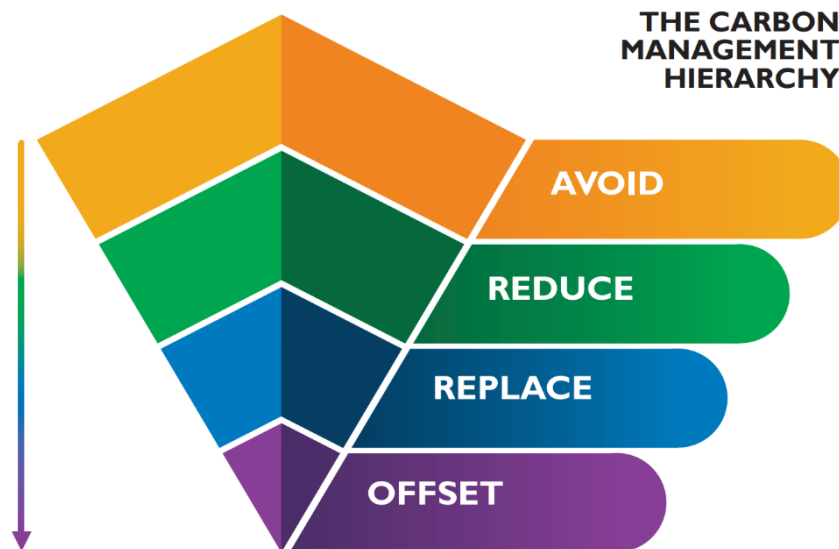 THE CARBON
MANAGEMENT
HIERARCHY
AVOID
REDUCE
REPLACE
OFFSET